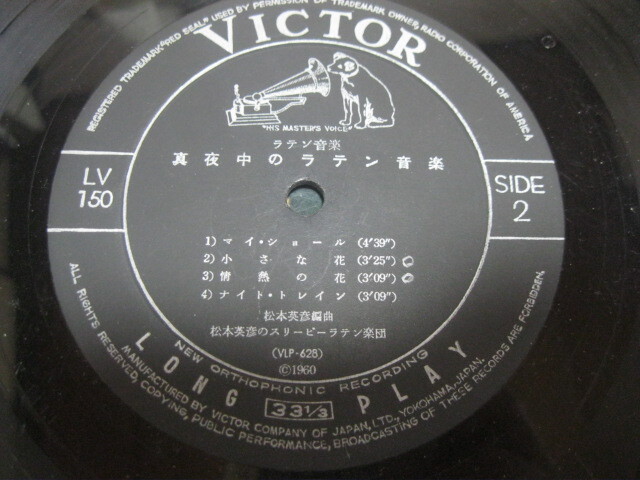 REGISTERED TRADEMARK "RED SEAL" USED BY PERMISSION OF TRADEMARK OWNER, RADIO CORPORATION OF AMERICA
VICTOR
"HIS MASTER'S VOICE"
ラテン音楽
真夜中のラテン音楽
LV
150
SIDE
2
1) マイ・ショール (4'39")
2) 小さな花 (3'25")
3) 情熱の花 (3'09")
4) ナイト・トレイン (3'09")
松本英彦編曲
松本英彦のスリーピーラテン楽団
(VLP-628)
©1960
NEW ORTHOPHONIC RECORDING
LONG 33 1/3 PLAY
MANUFACTURED BY VICTOR COMPANY OF JAPAN, LTD., YOKOHAMA, JAPAN.
ALL RIGHTS RESERVED, COPYING, PUBLIC PERFORMANCE, BROADCASTING OF THESE RECORDS ARE FORBIDDEN.